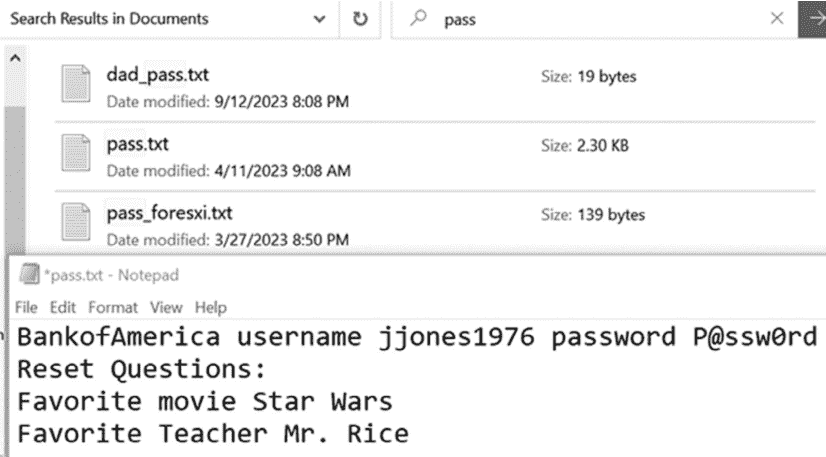 Search Results in Documents
pass
dad_pass.txt
Size: 19 bytes
Date modified: 9/12/2023 8:08 PM
pass.txt
Size: 2.30 KB
Date modified: 4/11/2023 9:08 AM
pass_foresxi.txt
Size: 139 bytes
Date modified: 3/27/2023 8:50 PM
*pass.txt - Notepad
File Edit Format View Help
BankofAmerica username jjones1976 password P@ssw0rd
Reset Questions:
Favorite movie Star Wars
Favorite Teacher Mr. Rice